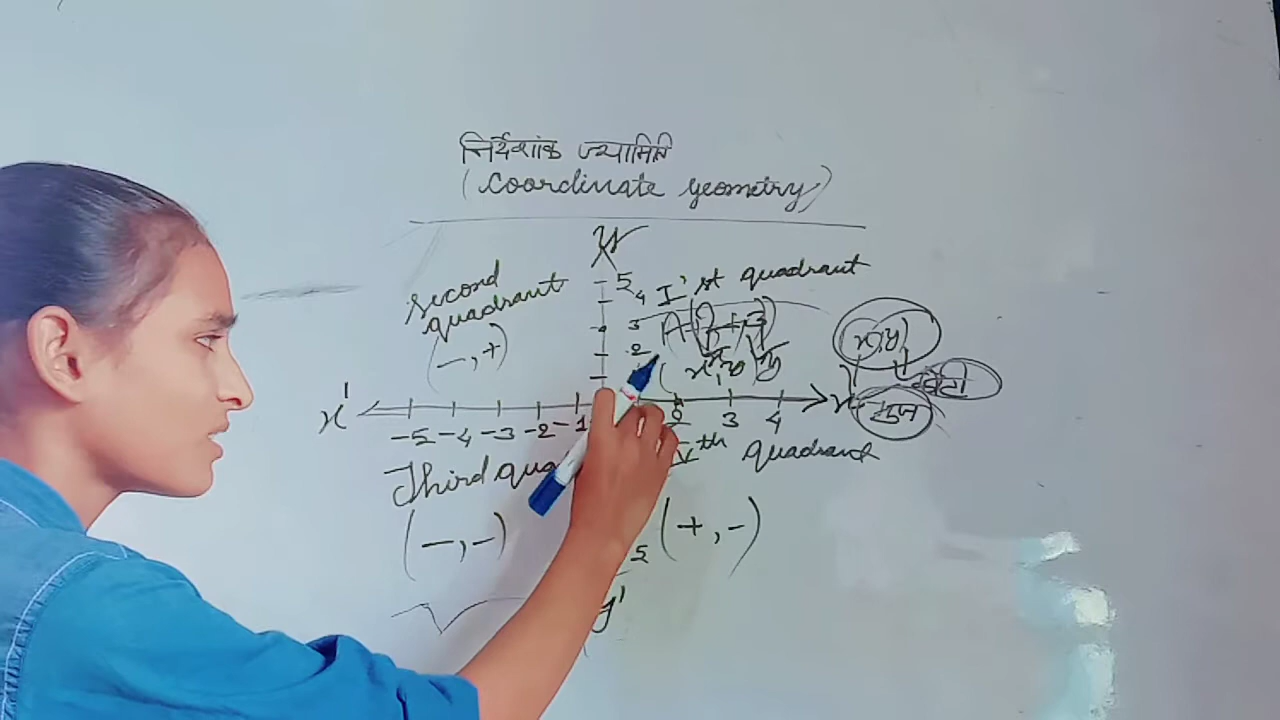 निर्देशांक ज्यामिति
(coordinate geometry)
second
quadrant
(-, +)
I'st quadrant
5
4
3
2
(x, y)
x'
-5 -4 -3 -2 -1 2 3 4
x
Third
quadrant
(-, -)
(+, -)
5
y'